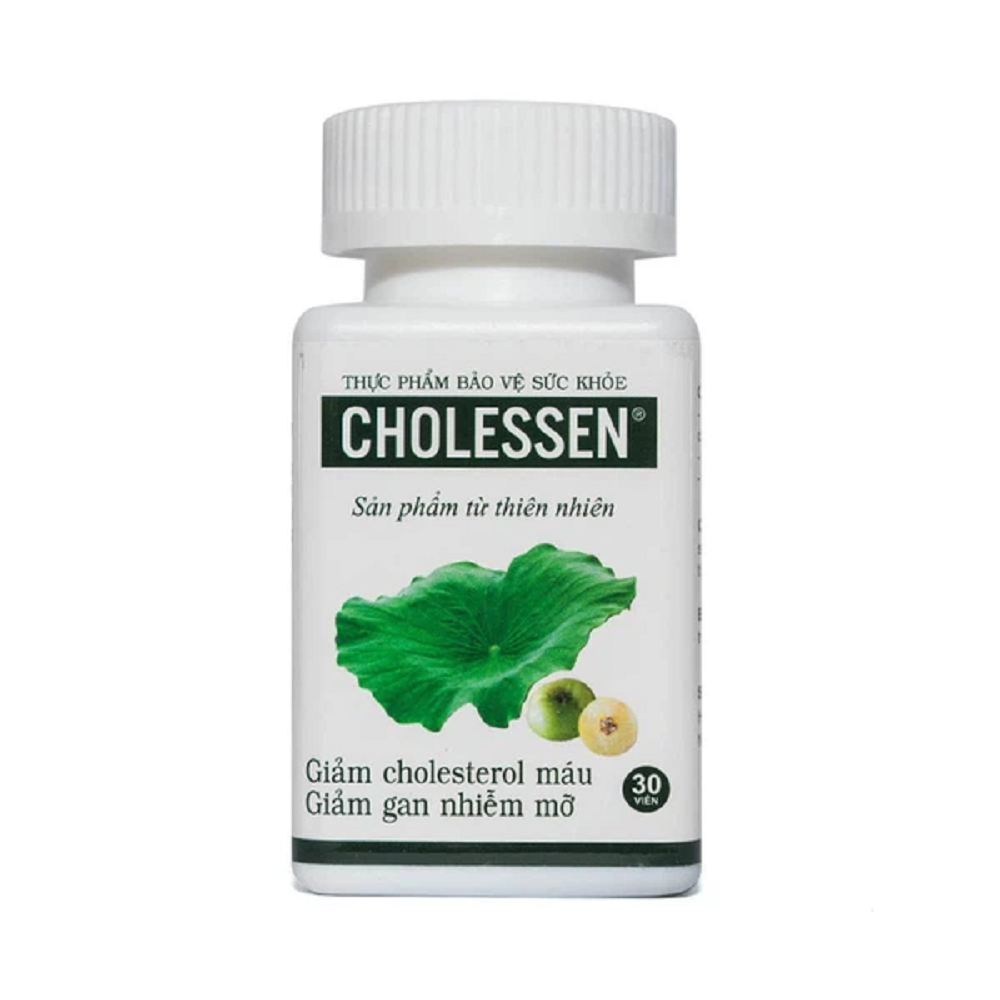 THỰC PHẨM BẢO VỆ SỨC KHỎE
CHOLESSEN®
Sản phẩm từ thiên nhiên
Giảm cholesterol máu
Giảm gan nhiễm mỡ
30
VIÊN